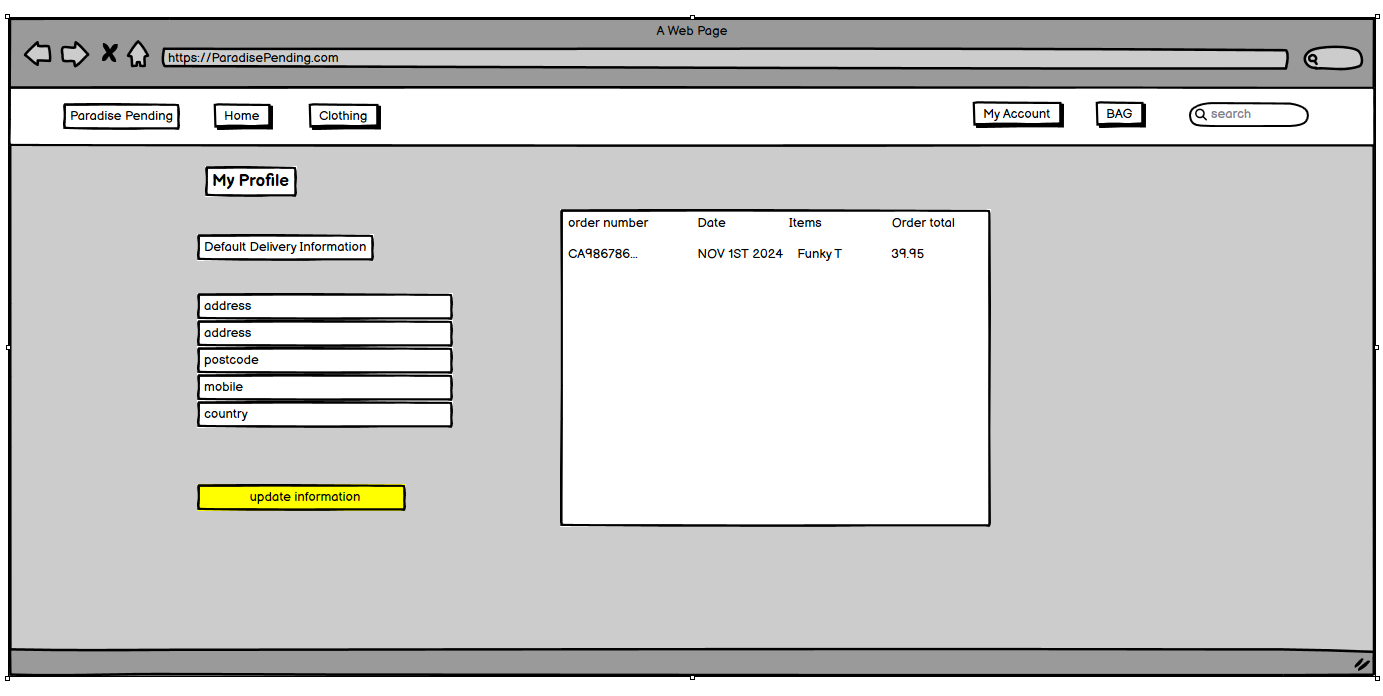 A Web Page
https://ParadisePending.com
Paradise Pending Home Clothing My Account BAG search
My Profile
Default Delivery Information
address
address
postcode
mobile
country
update information
order number Date Items Order total
CA986786... NOV 1ST 2024 Funky T 39.95